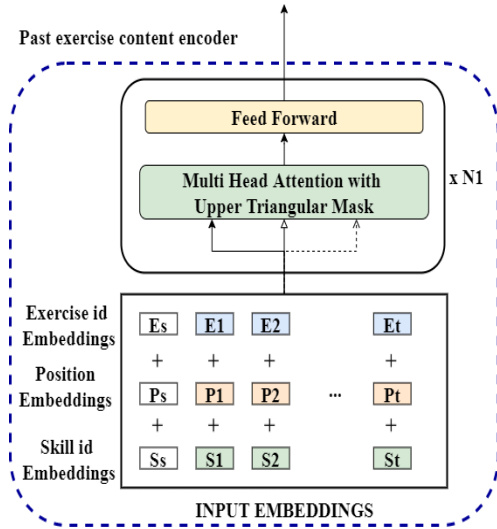 Past exercise content encoder
Feed Forward
Multi Head Attention with
Upper Triangular Mask
x N1
Exercise id
Embeddings
Es E1 E2 Et
+ + + +
Position
Embeddings
Ps P1 P2 ... Pt
+ + + +
Skill id
Embeddings
Ss S1 S2 St
INPUT EMBEDDINGS